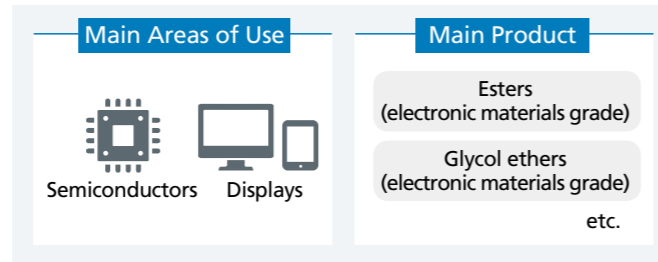 Main Areas of Use
Semiconductors
Displays
Main Product
Esters
(electronic materials grade)
Glycol ethers
(electronic materials grade)
etc.